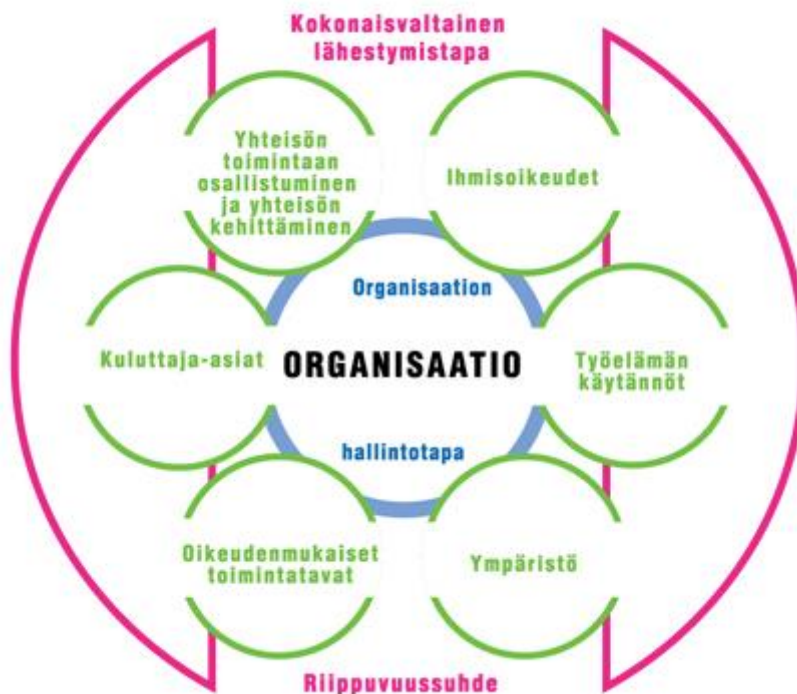 Kokonaisvaltainen
lähestymistapa
Yhteisön
toimintaan
osallistuminen
ja yhteisön
kehittäminen
Ihmisoikeudet
Organisaation
Kuluttaja-asiat
ORGANISAATIO
Työelämän
käytännöt
hallintotapa
Oikeudenmukaiset
toimintatavat
Ympäristö
Riippuvuussuhde